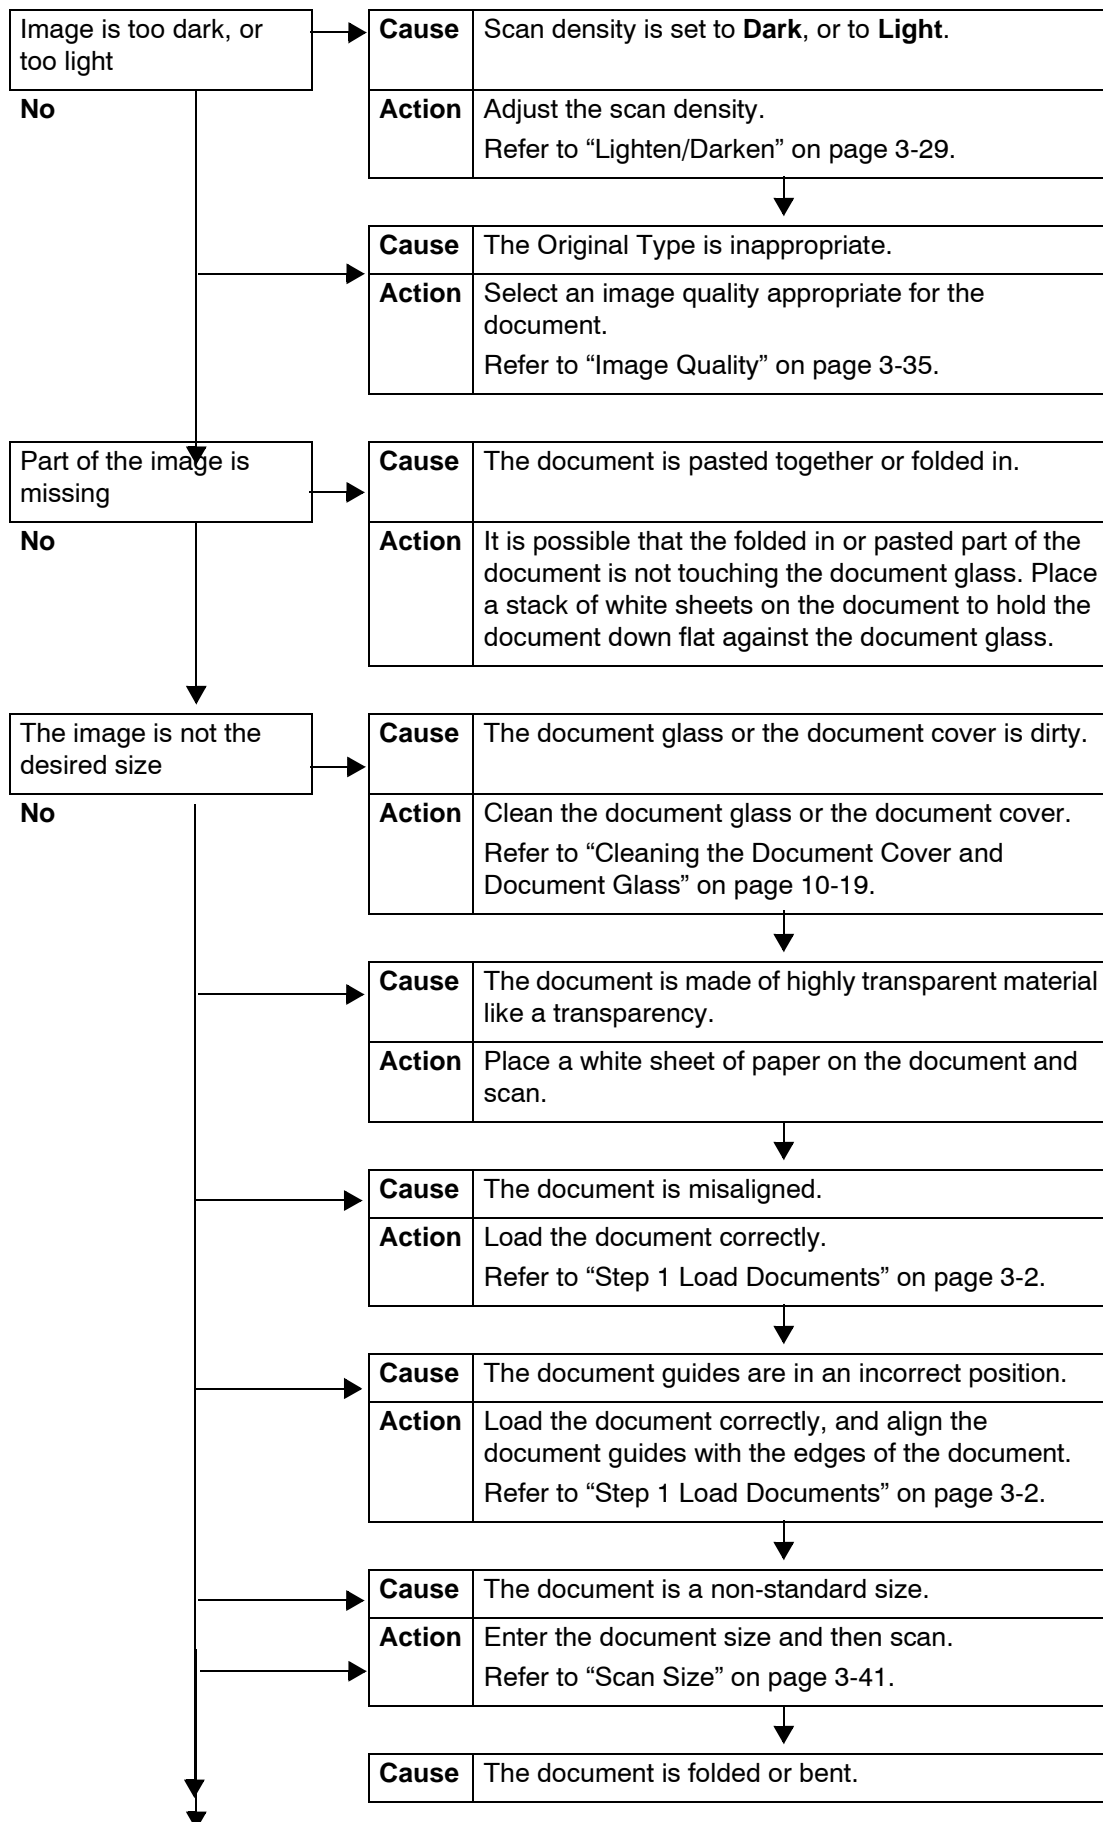 Image is too dark, or
too light
Cause Scan density is set to Dark, or to Light.
No
Action Adjust the scan density.
Refer to “Lighten/Darken” on page 3-29.
Cause The Original Type is inappropriate.
Action Select an image quality appropriate for the
document.
Refer to “Image Quality” on page 3-35.
Part of the image is
missing
Cause The document is pasted together or folded in.
No
Action It is possible that the folded in or pasted part of the
document is not touching the document glass. Place
a stack of white sheets on the document to hold the
document down flat against the document glass.
The image is not the
desired size
Cause The document glass or the document cover is dirty.
No
Action Clean the document glass or the document cover.
Refer to “Cleaning the Document Cover and
Document Glass” on page 10-19.
Cause The document is made of highly transparent material
like a transparency.
Action Place a white sheet of paper on the document and
scan.
Cause The document is misaligned.
Action Load the document correctly.
Refer to “Step 1 Load Documents” on page 3-2.
Cause The document guides are in an incorrect position.
Action Load the document correctly, and align the
document guides with the edges of the document.
Refer to “Step 1 Load Documents” on page 3-2.
Cause The document is a non-standard size.
Action Enter the document size and then scan.
Refer to “Scan Size” on page 3-41.
Cause The document is folded or bent.